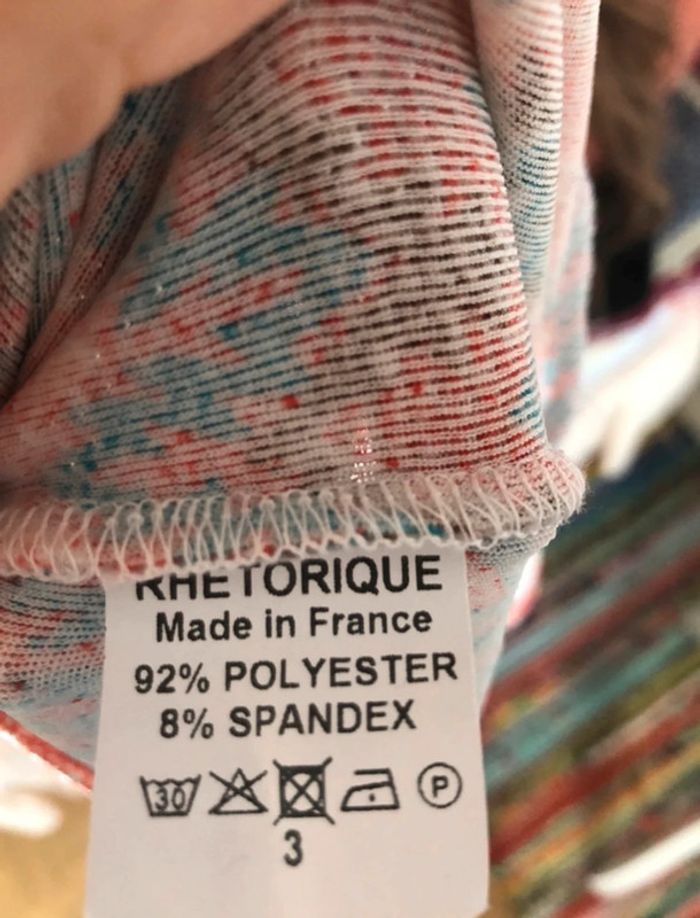 RHETORIQUE
Made in France
92% POLYESTER
8% SPANDEX
30 P
3